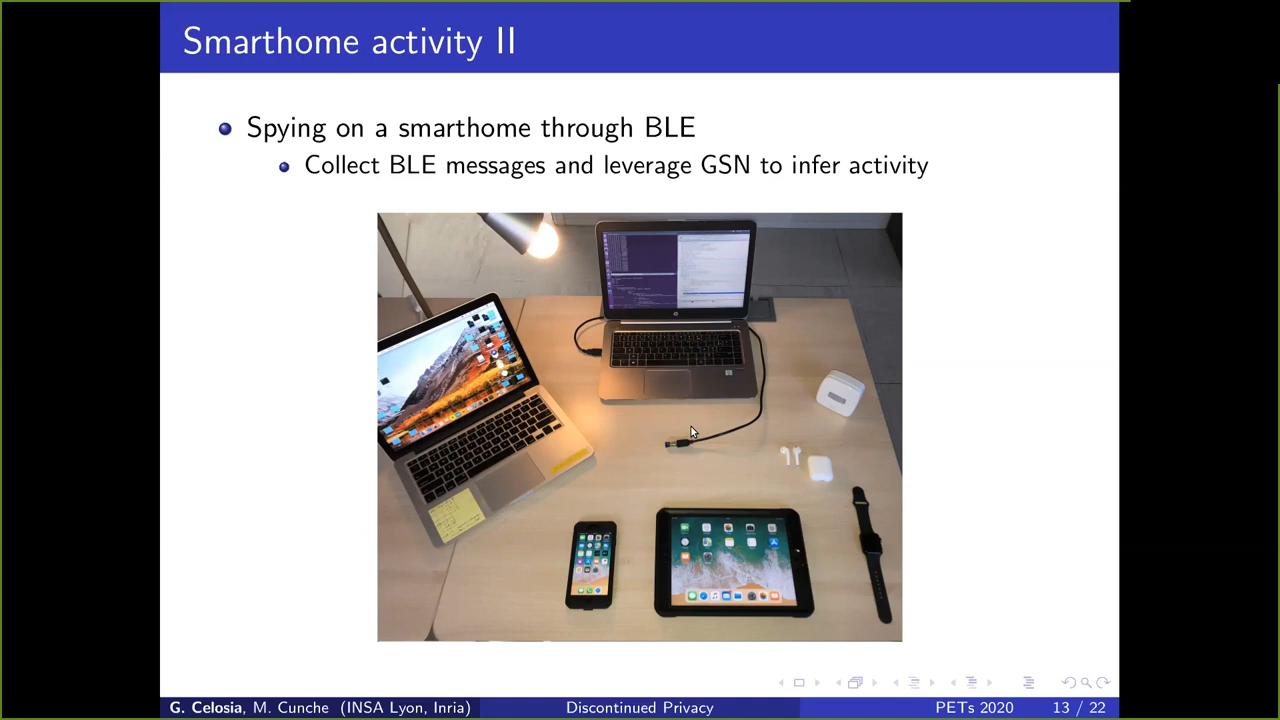 Smarthome activity II
Spying on a smarthome through BLE
Collect BLE messages and leverage GSN to infer activity
G. Celosia, M. Cunche (INSA Lyon, Inria)
Discontinued Privacy
PETs 2020
13 / 22